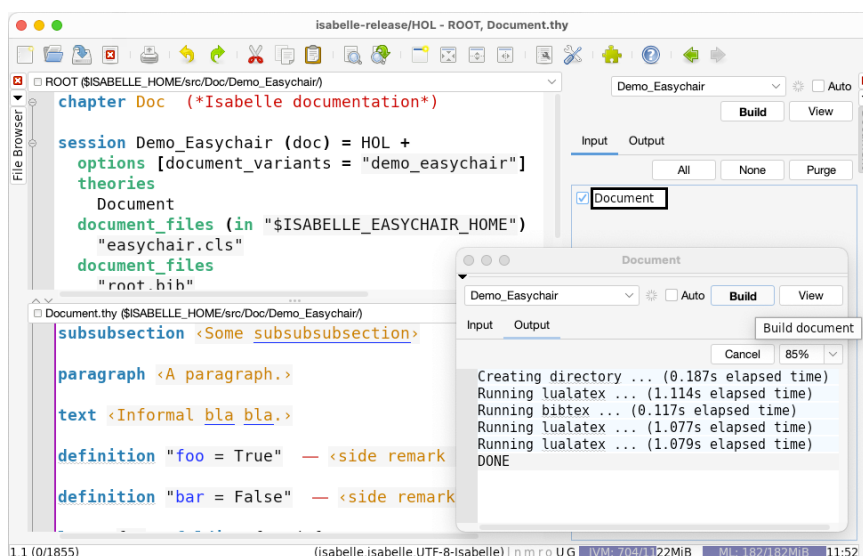 isabelle-release/HOL - ROOT, Document.thy
ROOT ($ISABELLE_HOME/src/Doc/Demo_Easychair/)
File Browser
chapter Doc (*Isabelle documentation*)
session Demo_Easychair (doc) = HOL +
options [document_variants = "demo_easychair"]
theories
Document
document_files (in "$ISABELLE_EASYCHAIR_HOME")
"easychair.cls"
document_files
"root.bib"
Demo_Easychair
Auto
Build View
Input Output
All None Purge
Document
Document.thy ($ISABELLE_HOME/src/Doc/Demo_Easychair/)
subsubsection ‹Some subsubsubsection›
paragraph ‹A paragraph.›
text ‹Informal bla bla.›
definition "foo = True" — ‹side remark
definition "bar = False" — ‹side remark
Document
Demo_Easychair Auto Build View
Input Output
Build document
Cancel 85%
Creating directory ... (0.187s elapsed time)
Running lualatex ... (1.114s elapsed time)
Running bibtex ... (0.117s elapsed time)
Running lualatex ... (1.077s elapsed time)
Running lualatex ... (1.079s elapsed time)
DONE
1,1 (0/1855) (isabelle,isabelle,UTF-8-Isabelle) | n m r o U G JVM: 704/1122MiB ML: 182/182MiB 11:52